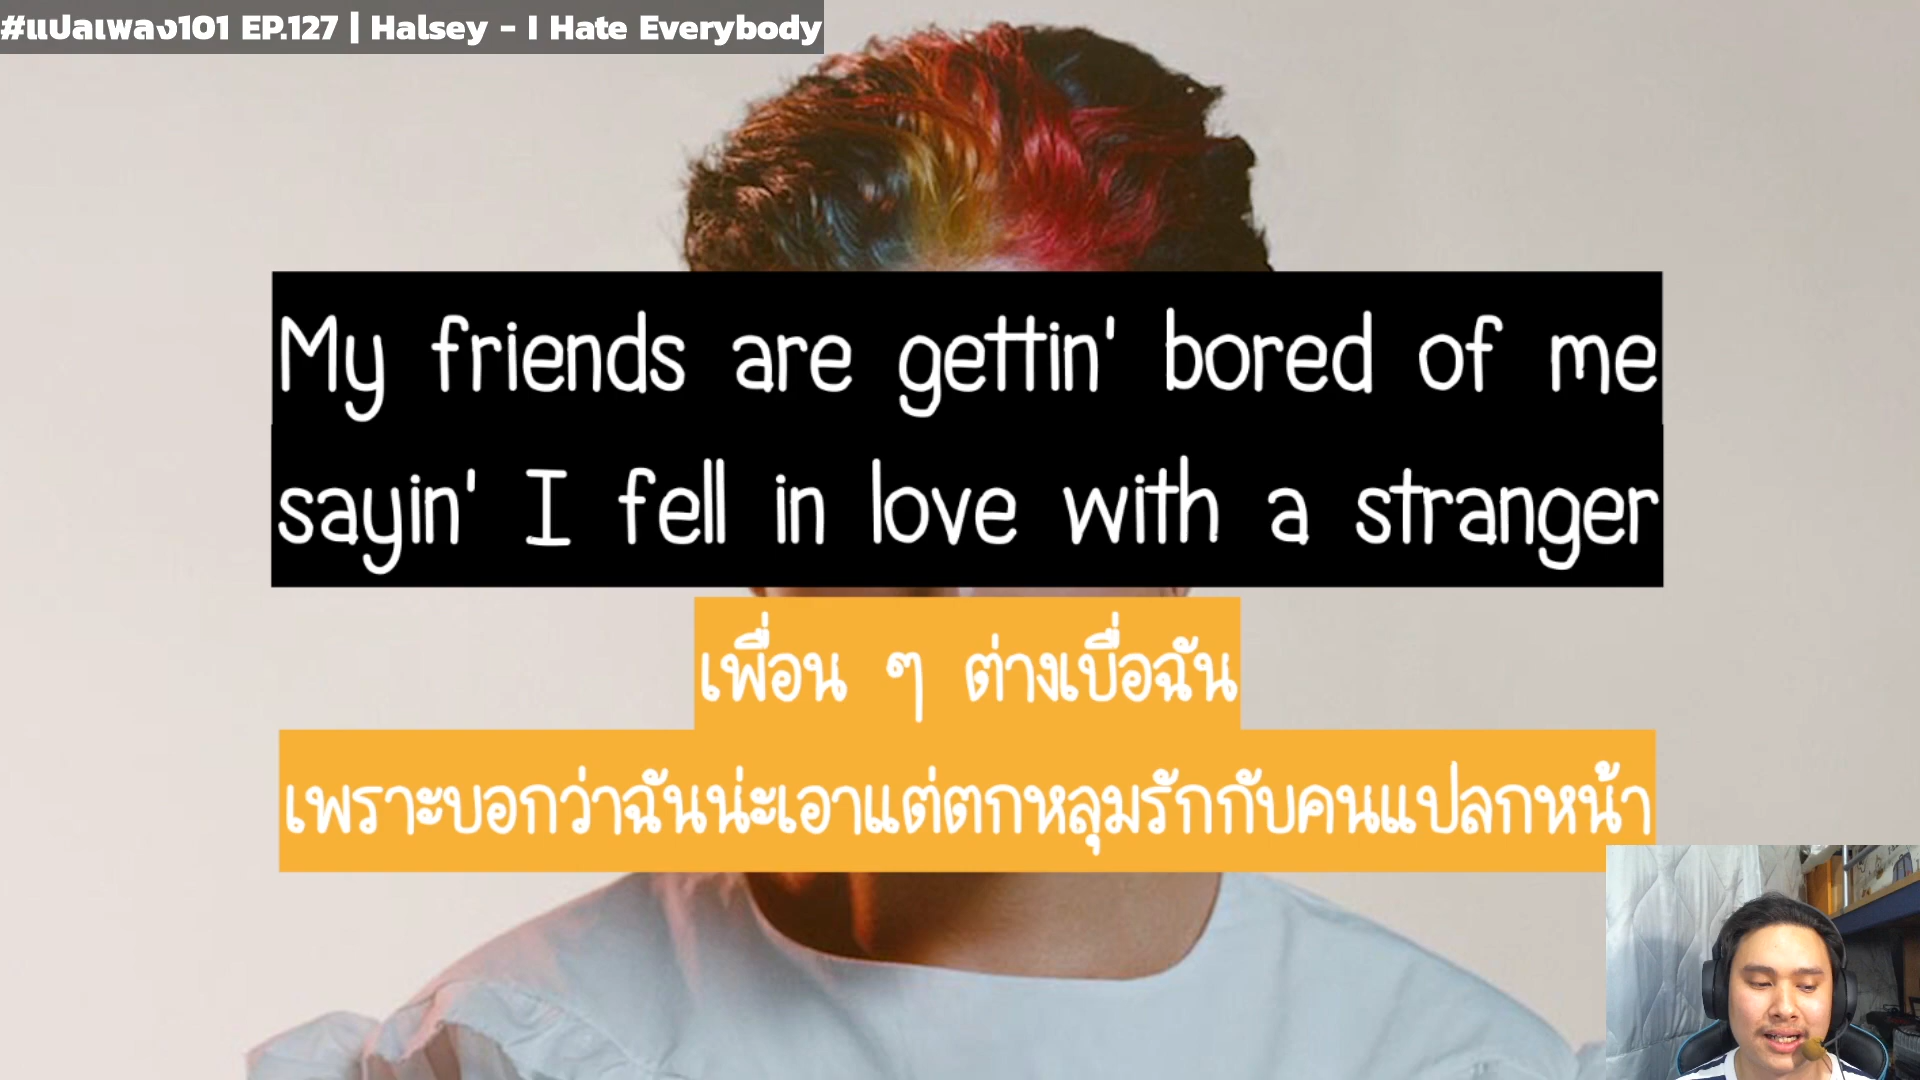 #แปลเพลง101 EP.127 | Halsey - I Hate Everybody
My friends are gettin' bored of me
sayin' I fell in love with a stranger
เพื่อน ๆ ต่างเบื่อฉัน
เพราะบอกว่าฉันน่ะเอาแต่ตกหลุมรักกับคนแปลกหน้า